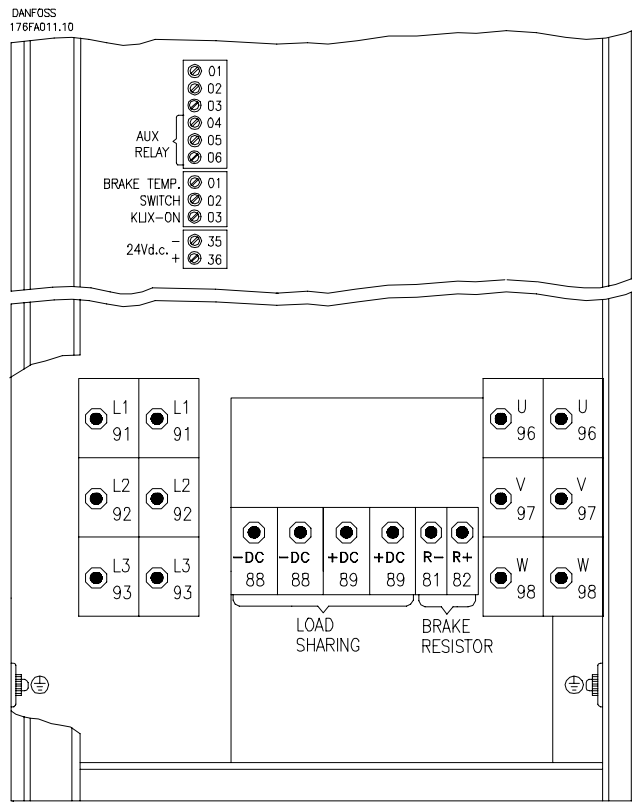 DANFOSS
176FA011.10
01
02
03
04
05
06
AUX
RELAY
BRAKE TEMP. 01
SWITCH 02
KLIX-ON 03
24Vd.c. - 35
+ 36
L1 L1
91 91
L2 L2
92 92
L3 L3
93 93
-DC -DC +DC +DC R- R+
88 88 89 89 81 82
LOAD
SHARING
BRAKE
RESISTOR
U U
96 96
V V
97 97
W W
98 98